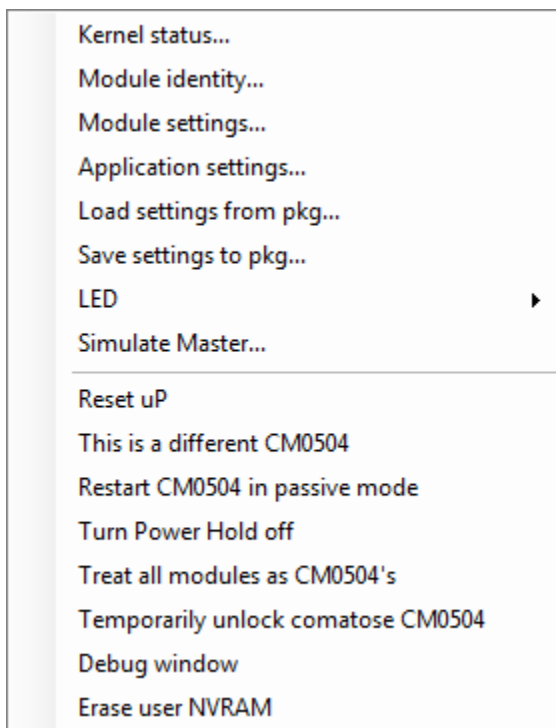 Kernel status...
Module identity...
Module settings...
Application settings...
Load settings from pkg...
Save settings to pkg...
LED
Simulate Master...
Reset uP
This is a different CM0504
Restart CM0504 in passive mode
Turn Power Hold off
Treat all modules as CM0504's
Temporarily unlock comatose CM0504
Debug window
Erase user NVRAM